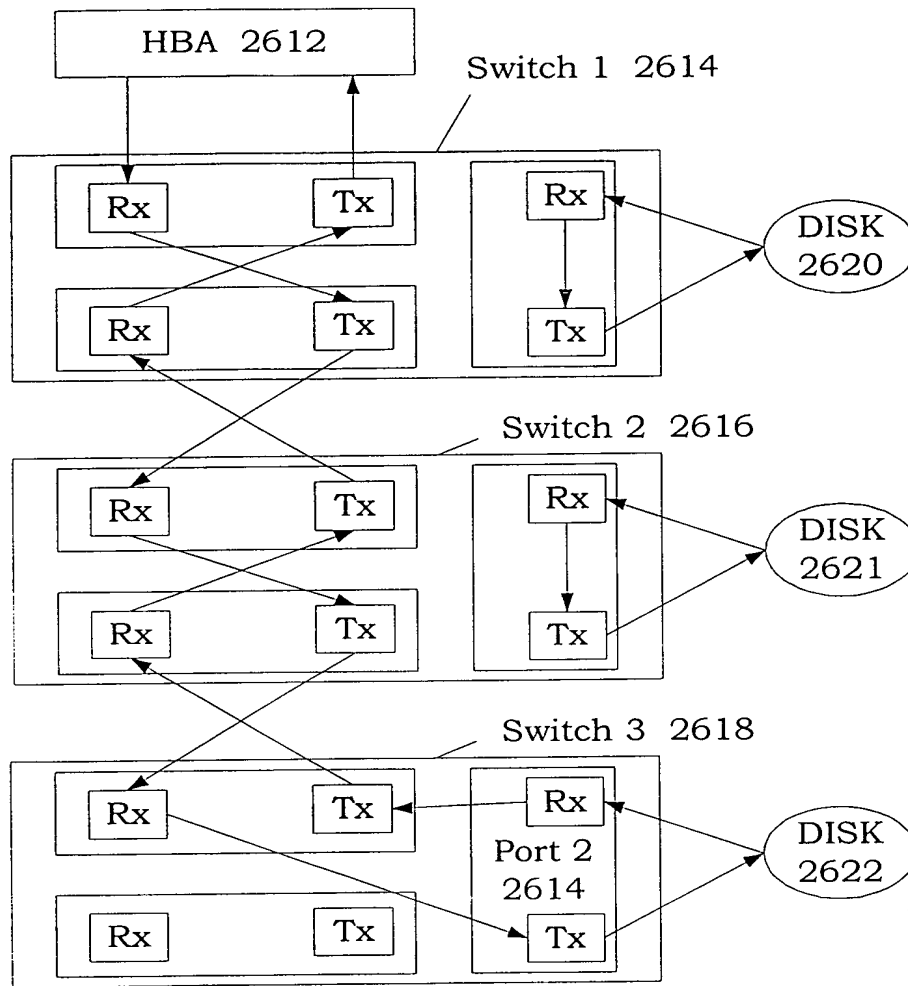 HBA 2612
Switch 1 2614
Rx
Tx
Rx
DISK
2620
Rx
Tx
Tx
Switch 2 2616
Rx
Tx
Rx
DISK
2621
Rx
Tx
Tx
Switch 3 2618
Rx
Tx
Rx
DISK
2622
Port 2
2614
Rx
Tx
Tx